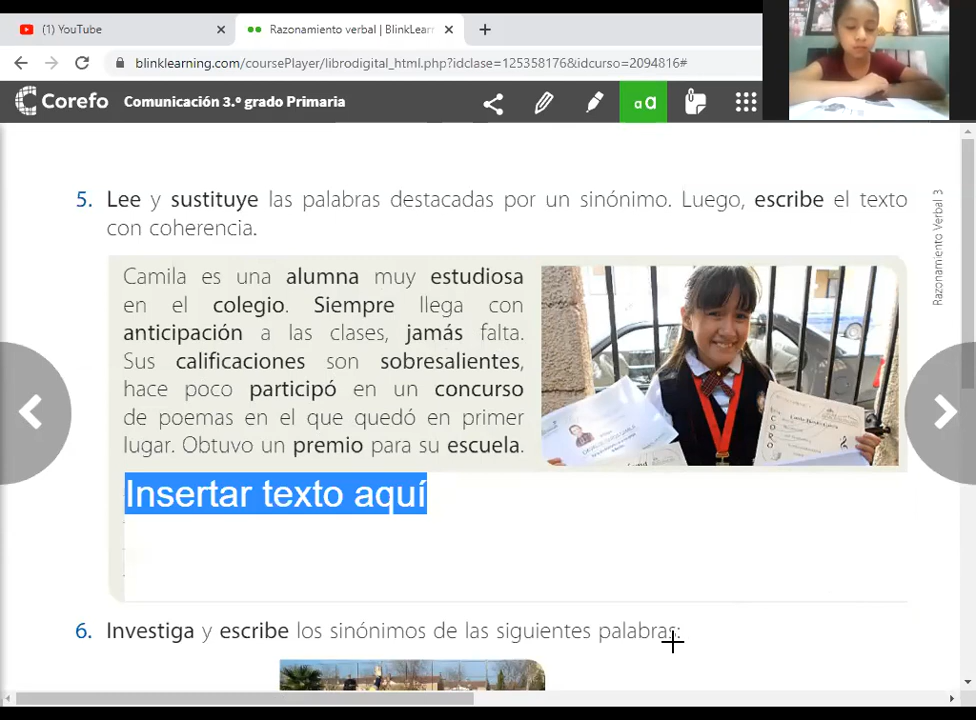 (1) YouTube
Razonamiento verbal | BlinkLear
blinklearning.com/coursePlayer/librodigital_html.php?idclase=125358176&idcurso=2094816#
Corefo
Comunicación 3.º grado Primaria
a a
5. Lee y sustituye las palabras destacadas por un sinónimo. Luego, escribe el texto
con coherencia.
Camila es una alumna muy estudiosa
en el colegio. Siempre llega con
anticipación a las clases, jamás falta.
Sus calificaciones son sobresalientes,
hace poco participó en un concurso
de poemas en el que quedó en primer
lugar. Obtuvo un premio para su escuela.
Razonamiento Verbal 3
Insertar texto aquí
6. Investiga y escribe los sinónimos de las siguientes palabras: